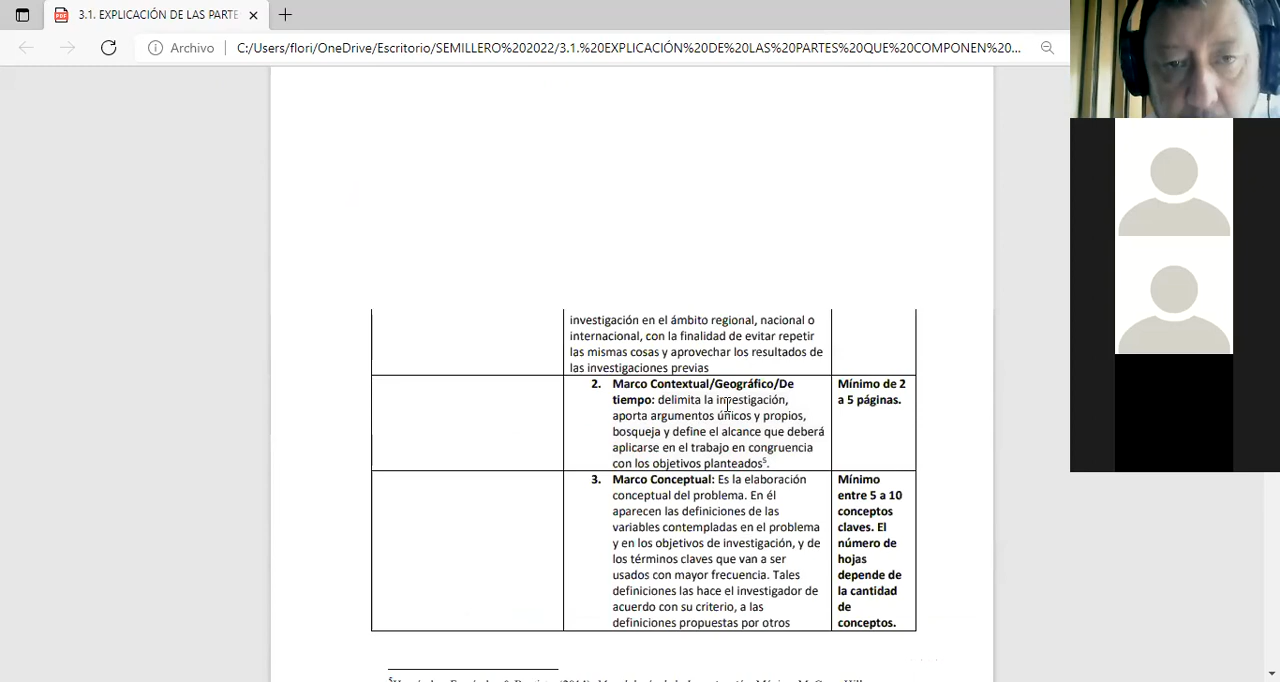 3.1. EXPLICACIÓN DE LAS PARTE
Archivo
C:/Users/flori/OneDrive/Escritorio/SEMILLERO%202022/3.1.%20EXPLICACIÓN%20DE%20LAS%20PARTES%20QUE%20COMPONEN%20...
investigación en el ámbito regional, nacional o
internacional, con la finalidad de evitar repetir
las mismas cosas y aprovechar los resultados de
las investigaciones previas
2. Marco Contextual/Geográfico/De
tiempo: delimita la investigación,
aporta argumentos únicos y propios,
bosqueja y define el alcance que deberá
aplicarse en el trabajo en congruencia
con los objetivos planteados⁵.
Mínimo de 2
a 5 páginas.
3. Marco Conceptual: Es la elaboración
conceptual del problema. En él
aparecen las definiciones de las
variables contempladas en el problema
y en los objetivos de investigación, y de
los términos claves que van a ser
usados con mayor frecuencia. Tales
definiciones las hace el investigador de
acuerdo con su criterio, a las
definiciones propuestas por otros
Mínimo
entre 5 a 10
conceptos
claves. El
número de
hojas
depende de
la cantidad
de
conceptos.